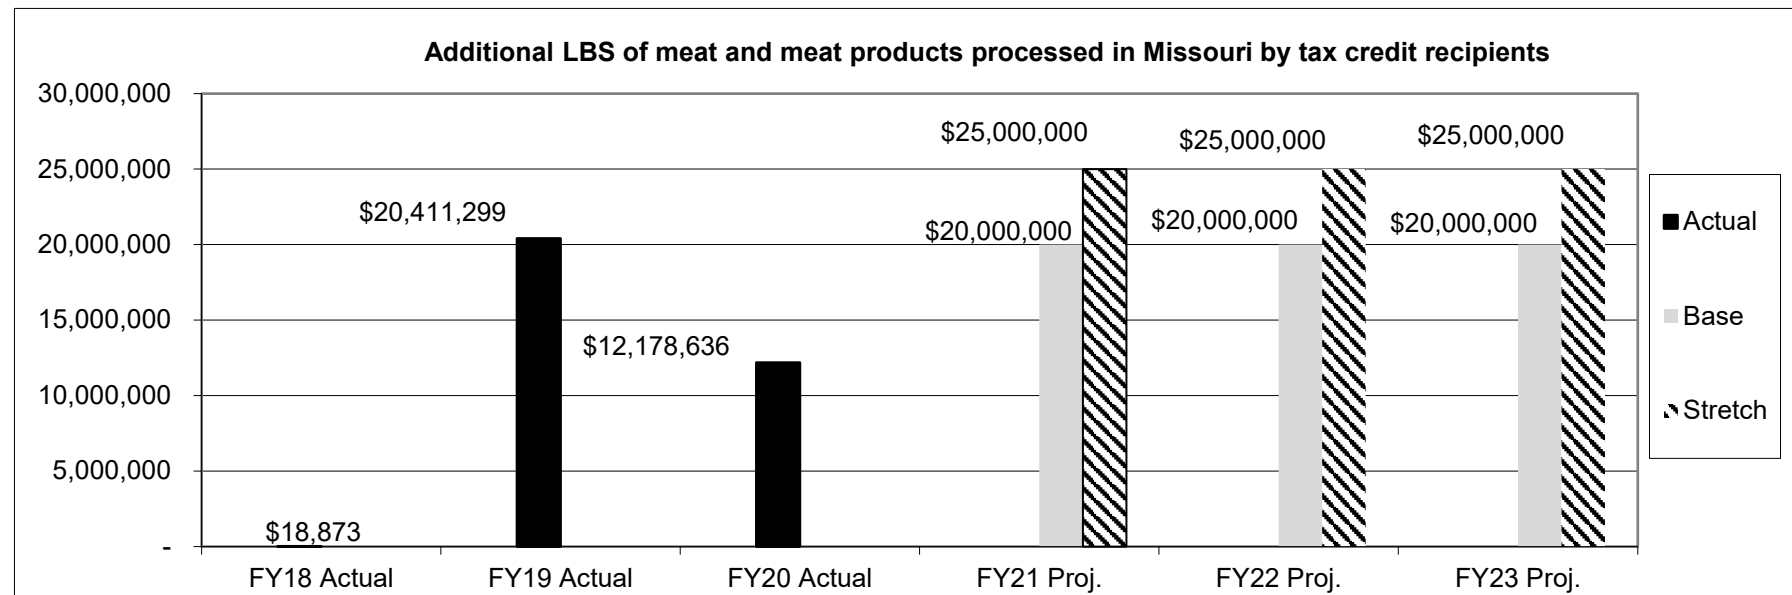 Additional LBS of meat and meat products processed in Missouri by tax credit recipients
30,000,000
25,000,000
20,000,000
15,000,000
10,000,000
5,000,000
-
$18,873
$20,411,299
$12,178,636
$20,000,000
$25,000,000
$20,000,000
$25,000,000
$20,000,000
$25,000,000
FY18 Actual
FY19 Actual
FY20 Actual
FY21 Proj.
FY22 Proj.
FY23 Proj.
Actual
Base
Stretch